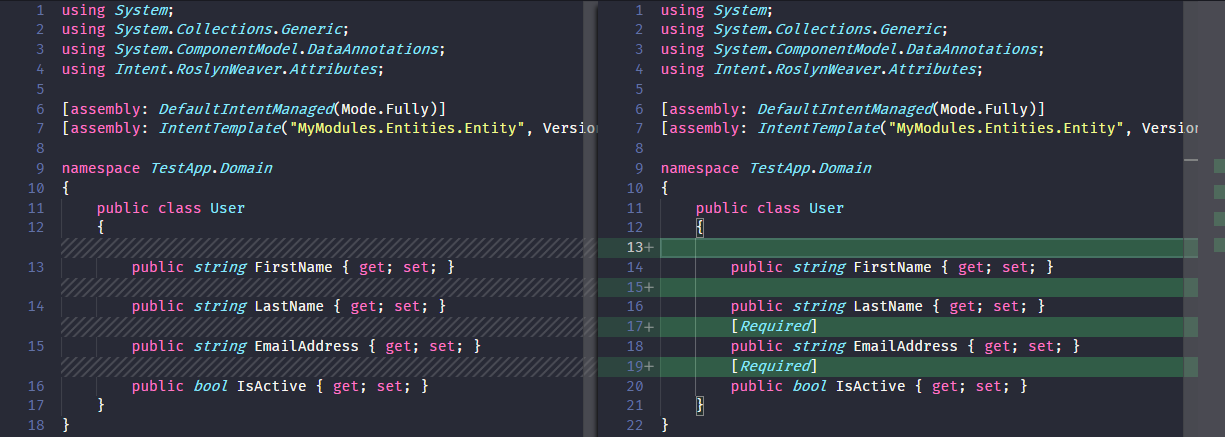 1 using System;
2 using System.Collections.Generic;
3 using System.ComponentModel.DataAnnotations;
4 using Intent.RoslynWeaver.Attributes;
5
6 [assembly: DefaultIntentManaged(Mode.Fully)]
7 [assembly: IntentTemplate("MyModules.Entities.Entity", Versio
8
9 namespace TestApp.Domain
10 {
11 public class User
12 {
13 public string FirstName { get; set; }
14 public string LastName { get; set; }
15 public string EmailAddress { get; set; }
16 public bool IsActive { get; set; }
17 }
18 }
1 using System;
2 using System.Collections.Generic;
3 using System.ComponentModel.DataAnnotations;
4 using Intent.RoslynWeaver.Attributes;
5
6 [assembly: DefaultIntentManaged(Mode.Fully)]
7 [assembly: IntentTemplate("MyModules.Entities.Entity", Version
8
9 namespace TestApp.Domain
10 {
11 public class User
12 {
13+
14 public string FirstName { get; set; }
15+
16 public string LastName { get; set; }
17+ [Required]
18 public string EmailAddress { get; set; }
19+ [Required]
20 public bool IsActive { get; set; }
21 }
22 }